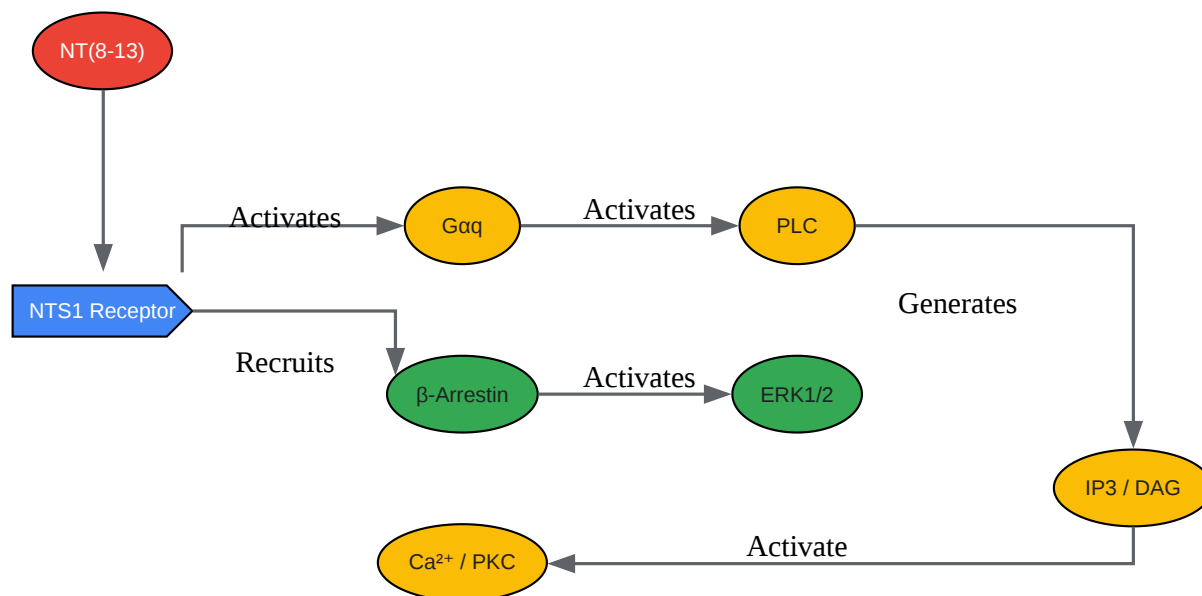 NT(8-13)
Activates
Gαq
Activates
PLC
NTS1 Receptor
Generates
Recruits
β-Arrestin
Activates
ERK1/2
IP3 / DAG
Activate
Ca²⁺ / PKC